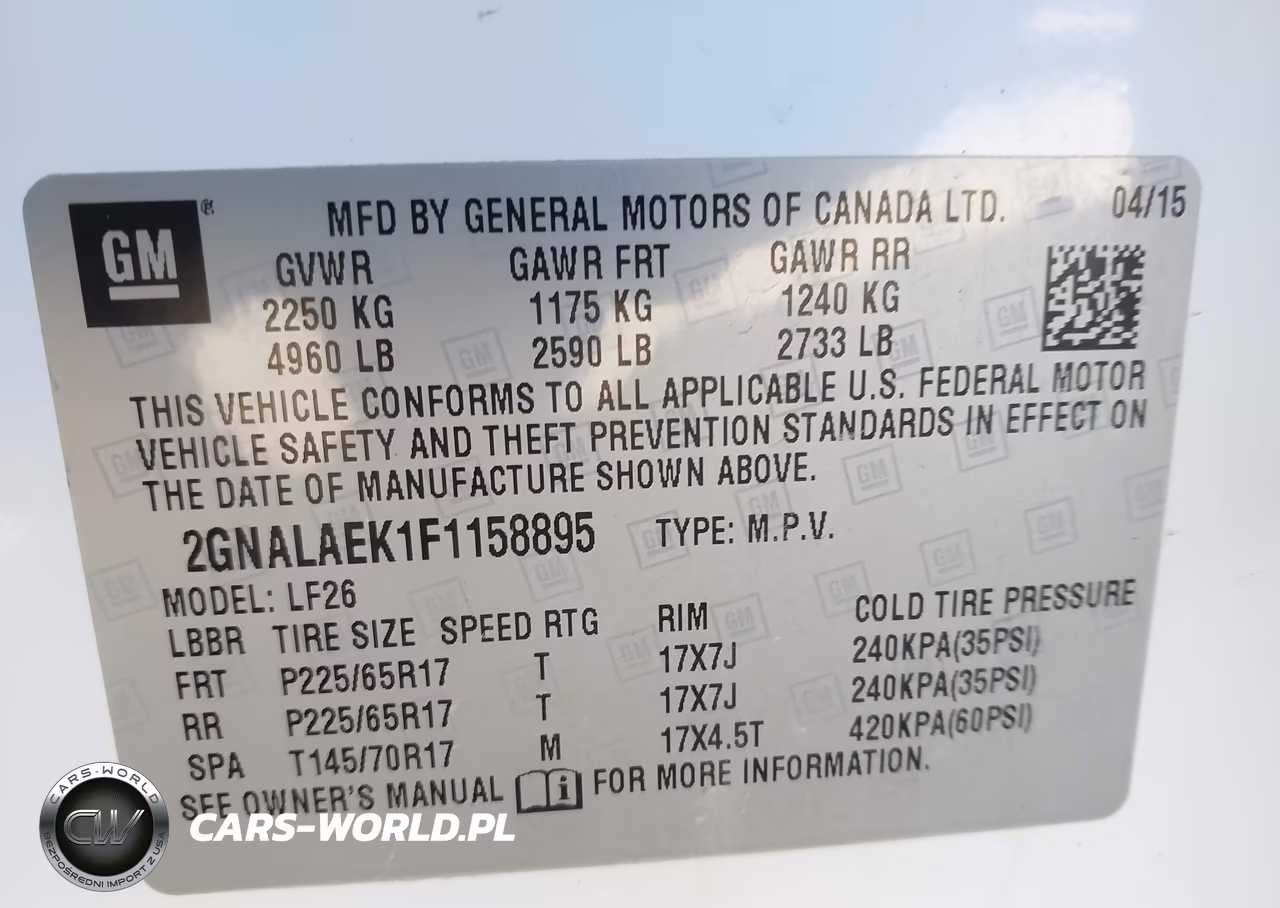 GM ®
MFD BY GENERAL MOTORS OF CANADA LTD. 04/15
GVWR GAWR FRT GAWR RR
2250 KG 1175 KG 1240 KG
4960 LB 2590 LB 2733 LB
THIS VEHICLE CONFORMS TO ALL APPLICABLE U.S. FEDERAL MOTOR
VEHICLE SAFETY AND THEFT PREVENTION STANDARDS IN EFFECT ON
THE DATE OF MANUFACTURE SHOWN ABOVE.
2GNALAEK1F1158895 TYPE: M.P.V.
MODEL: LF26
LBBR TIRE SIZE SPEED RTG RIM COLD TIRE PRESSURE
FRT P225/65R17 T 17X7J 240KPA(35PSI)
RR P225/65R17 T 17X7J 240KPA(35PSI)
SPA T145/70R17 M 17X4.5T 420KPA(60PSI)
SEE OWNER'S MANUAL i FOR MORE INFORMATION.
CARS-WORLD
CW
BEZPOŚREDNI IMPORT Z USA
CARS-WORLD.PL